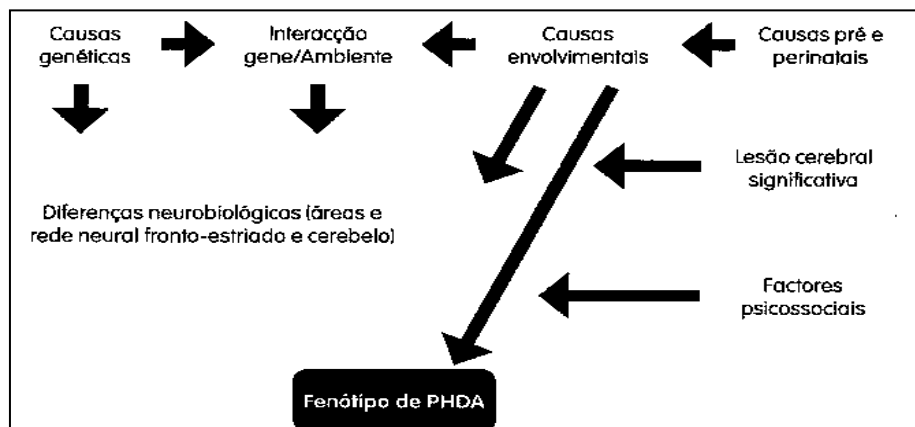 Causas
genéticas
Interacção
gene/Ambiente
Causas
envolvimentais
Causas pré e
perinatais
Lesão cerebral
significativa
Diferenças neurobiológicas (áreas e
rede neural fronto-estriado e cerebelo)
Factores
psicossociais
Fenótipo de PHDA